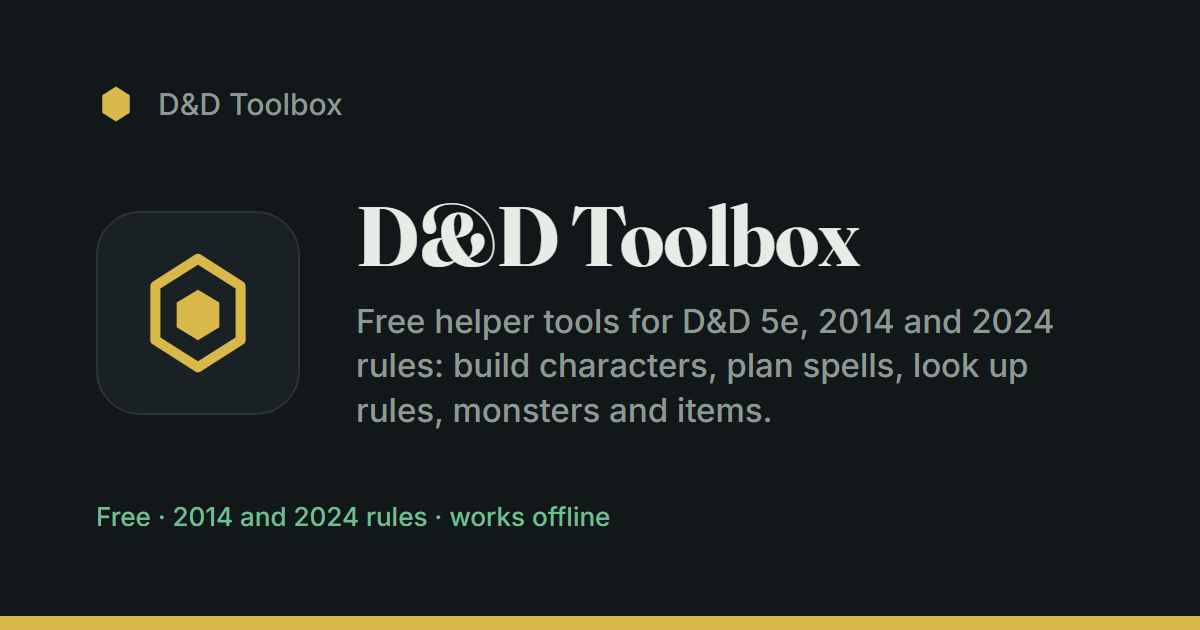 D&D Toolbox
D&D Toolbox
Free helper tools for D&D 5e, 2014 and 2024
rules: build characters, plan spells, look up
rules, monsters and items.
Free · 2014 and 2024 rules · works offline